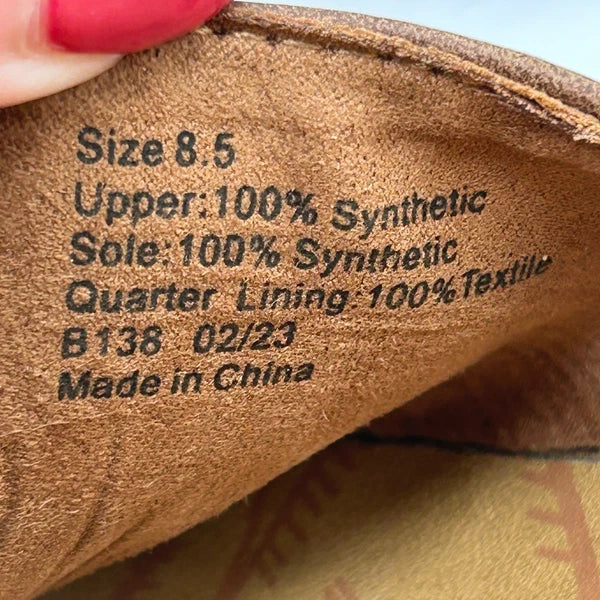 Size 8.5
Upper: 100% Synthetic
Sole: 100% Synthetic
Quarter Lining: 100% Textile
B138 02/23
Made in China